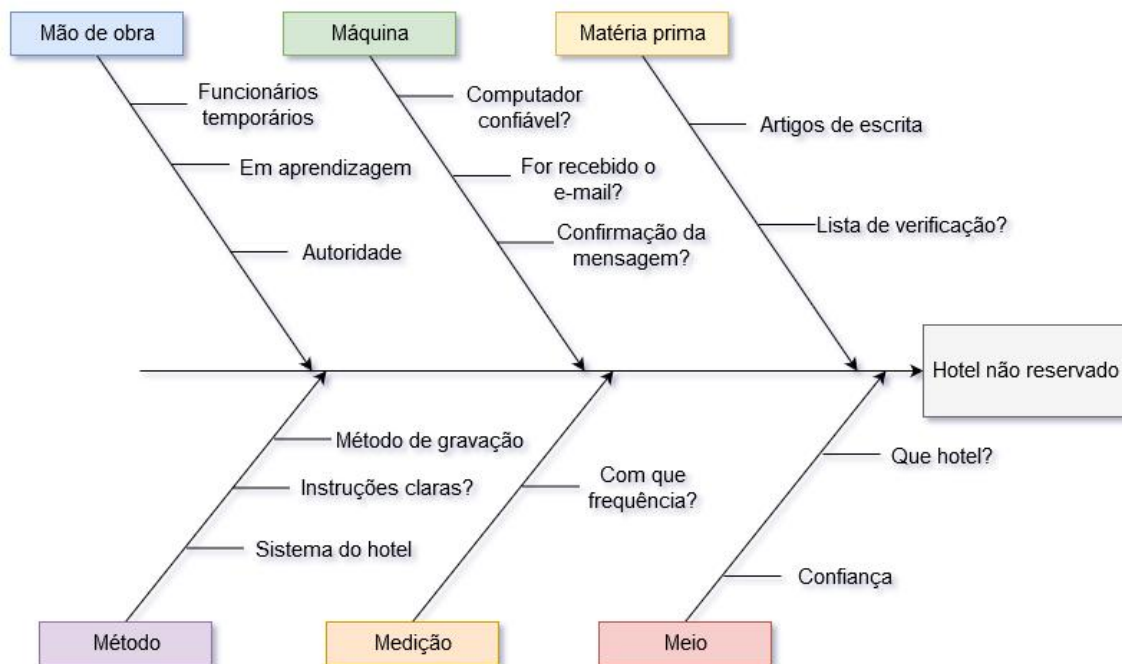 Mão de obra
Máquina
Matéria prima
Funcionários
temporários
Em aprendizagem
Autoridade
Computador
confiável?
For recebido o
e-mail?
Confirmação da
mensagem?
Artigos de escrita
Lista de verificação?
Hotel não reservado
Método de gravação
Instruções claras?
Sistema do hotel
Com que
frequência?
Que hotel?
Confiança
Método
Medição
Meio